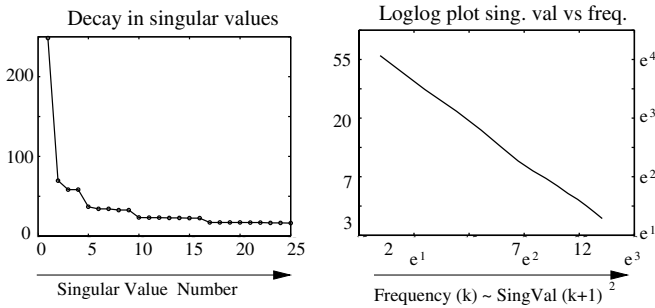 Decay in singular values
200
100
0
0 5 10 15 20 25
Singular Value Number
Loglog plot sing. val vs freq.
55
20
7
3
e4
e3
e2
e1
2 7 12
e1 e2 e3
Frequency (k) ~ SingVal (k+1) 2